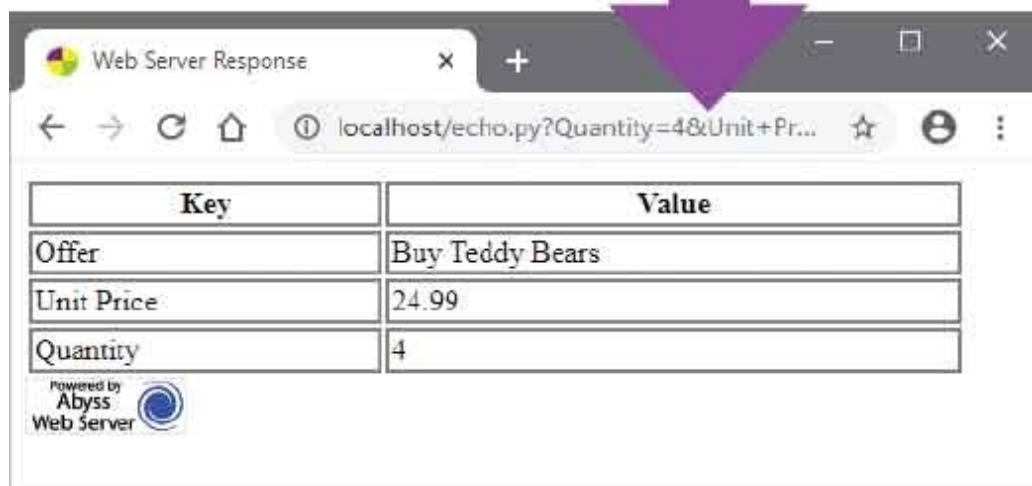 Web Server Response
localhost/echo.py?Quantity=4&Unit+Pr...
Key Value
Offer Buy Teddy Bears
Unit Price 24.99
Quantity 4
Powered by
Abyss
Web Server